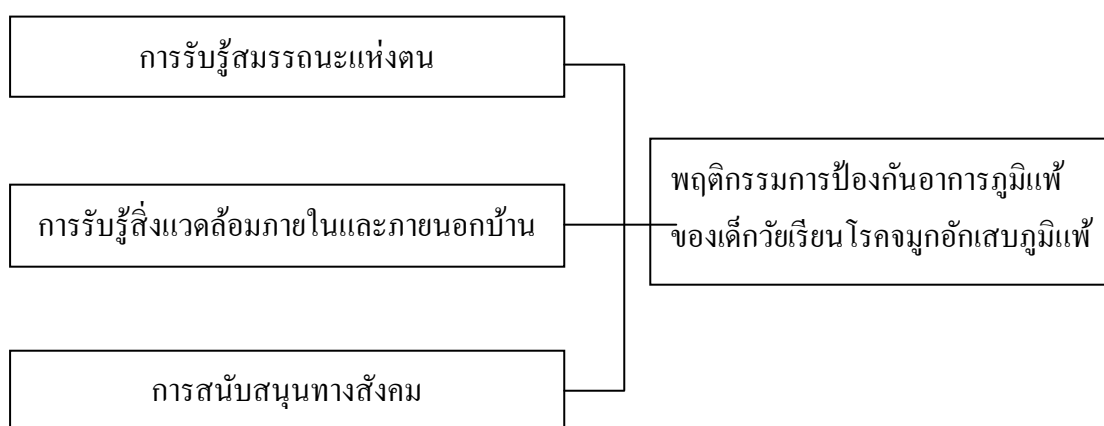 การรับรู้สมรรถนะแห่งตน
การรับรู้สิ่งแวดล้อมภายในและภายนอกบ้าน
การสนับสนุนทางสังคม
พฤติกรรมการป้องกันอาการภูมิแพ้
ของเด็กวัยเรียนโรคจมูกอักเสบภูมิแพ้